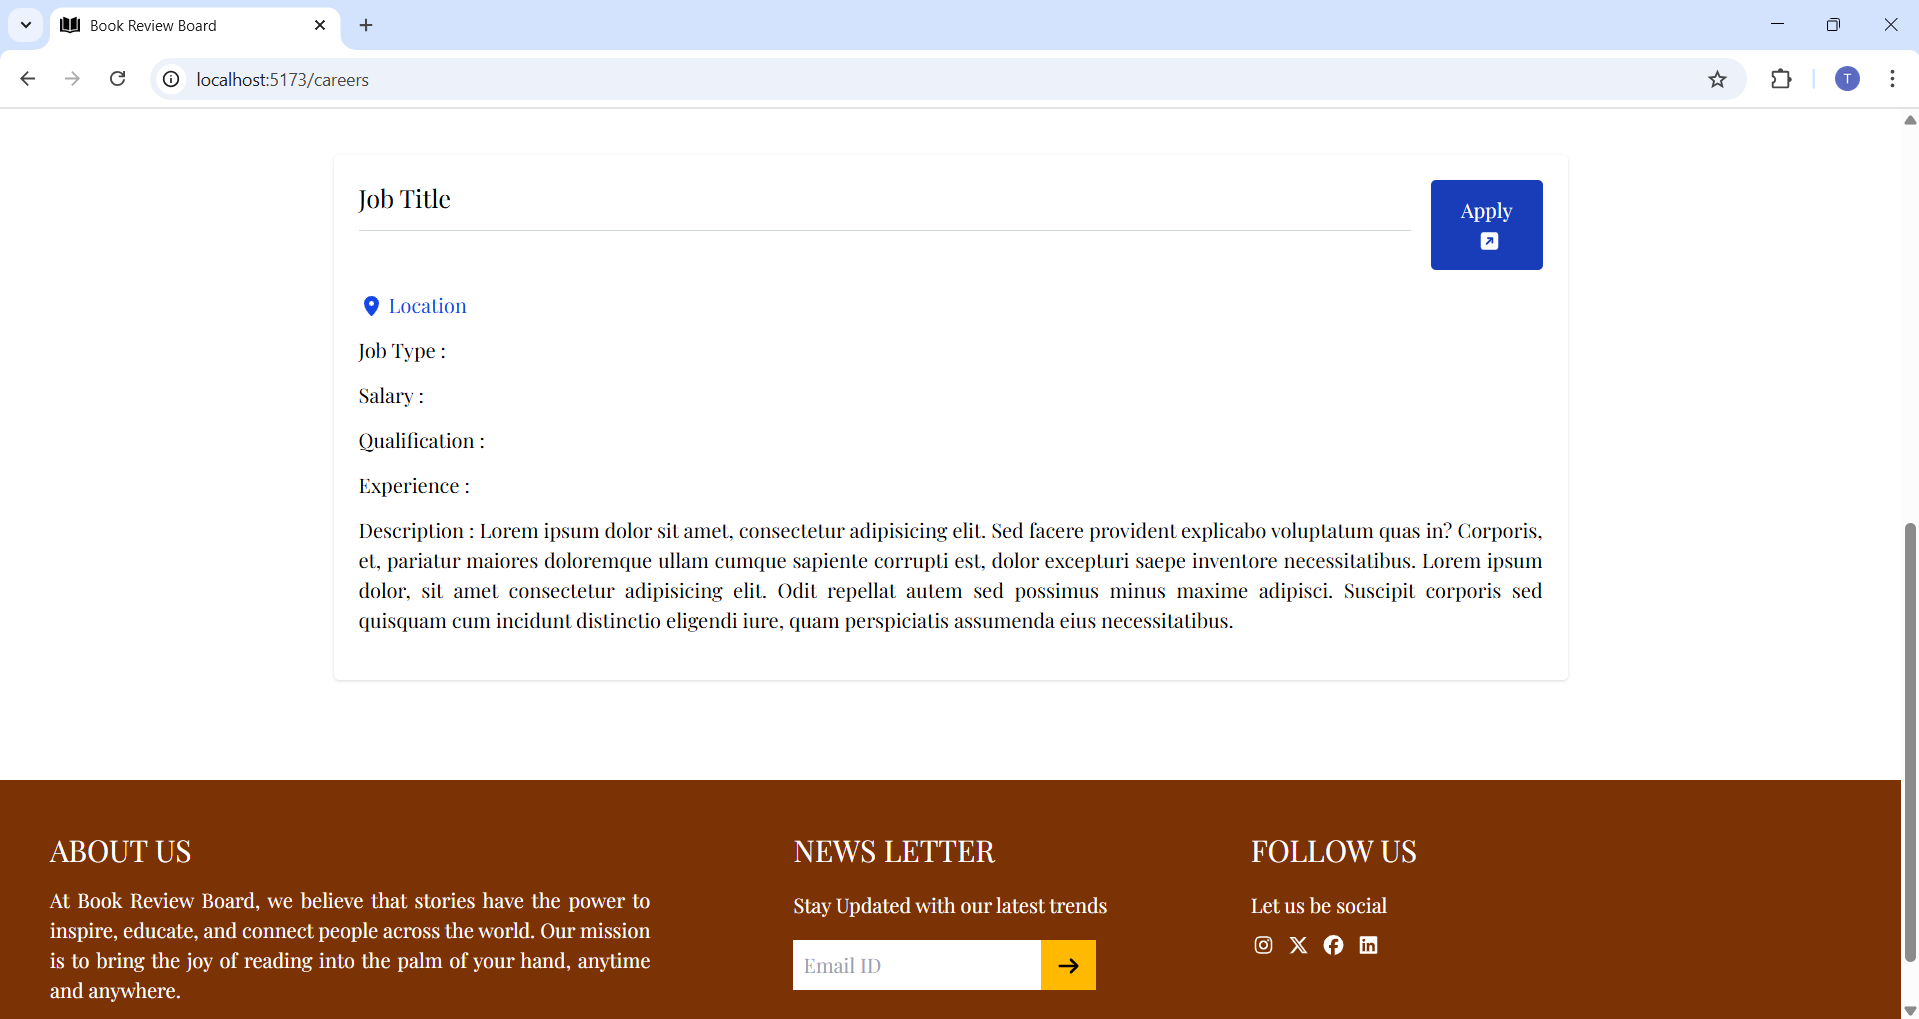 Book Review Board
localhost:5173/careers
T
Job Title
Apply
Location
Job Type :
Salary :
Qualification :
Experience :
Description : Lorem ipsum dolor sit amet, consectetur adipisicing elit. Sed facere provident explicabo voluptatum quas in? Corporis,
et, pariatur maiores doloremque ullam cumque sapiente corrupti est, dolor excepturi saepe inventore necessitatibus. Lorem ipsum
dolor, sit amet consectetur adipisicing elit. Odit repellat autem sed possimus minus maxime adipisci. Suscipit corporis sed
quisquam cum incidunt distinctio eligendi iure, quam perspiciatis assumenda eius necessitatibus.
ABOUT US
At Book Review Board, we believe that stories have the power to
inspire, educate, and connect people across the world. Our mission
is to bring the joy of reading into the palm of your hand, anytime
and anywhere.
NEWS LETTER
Stay Updated with our latest trends
Email ID
FOLLOW US
Let us be social